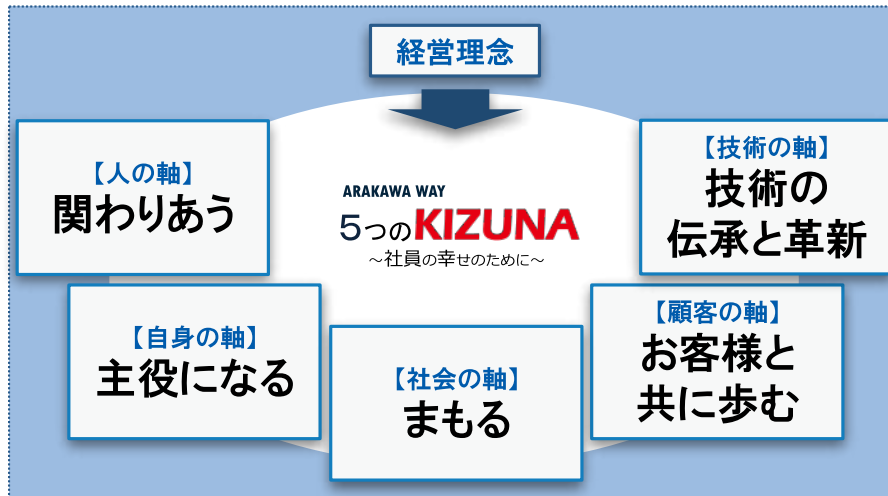 経営理念
【人の軸】
関わりあう
ARAKAWA WAY
5つのKIZUNA
～社員の幸せのために～
【技術の軸】
技術の
伝承と革新
【自身の軸】
主役になる
【社会の軸】
まもる
【顧客の軸】
お客様と
共に歩む